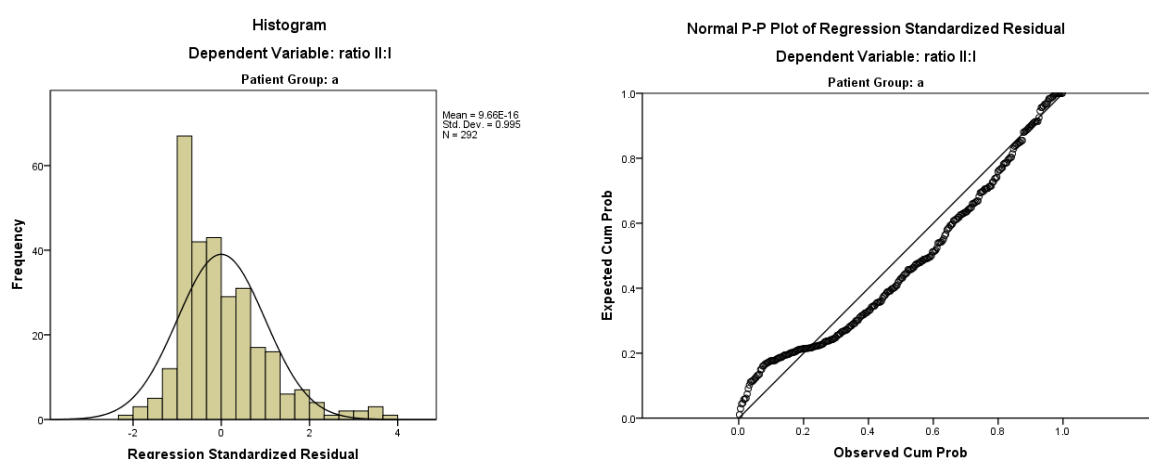 Histogram
Dependent Variable: ratio II:I
Patient Group: a
Mean = 9.66E-16
Std. Dev. = 0.995
N = 292
60
40
20
0
Frequency
-2 0 2 4
Regression Standardized Residual
Normal P-P Plot of Regression Standardized Residual
Dependent Variable: ratio II:I
Patient Group: a
1.0
0.8
0.6
0.4
0.2
0.0
Expected Cum Prob
0.0 0.2 0.4 0.6 0.8 1.0
Observed Cum Prob